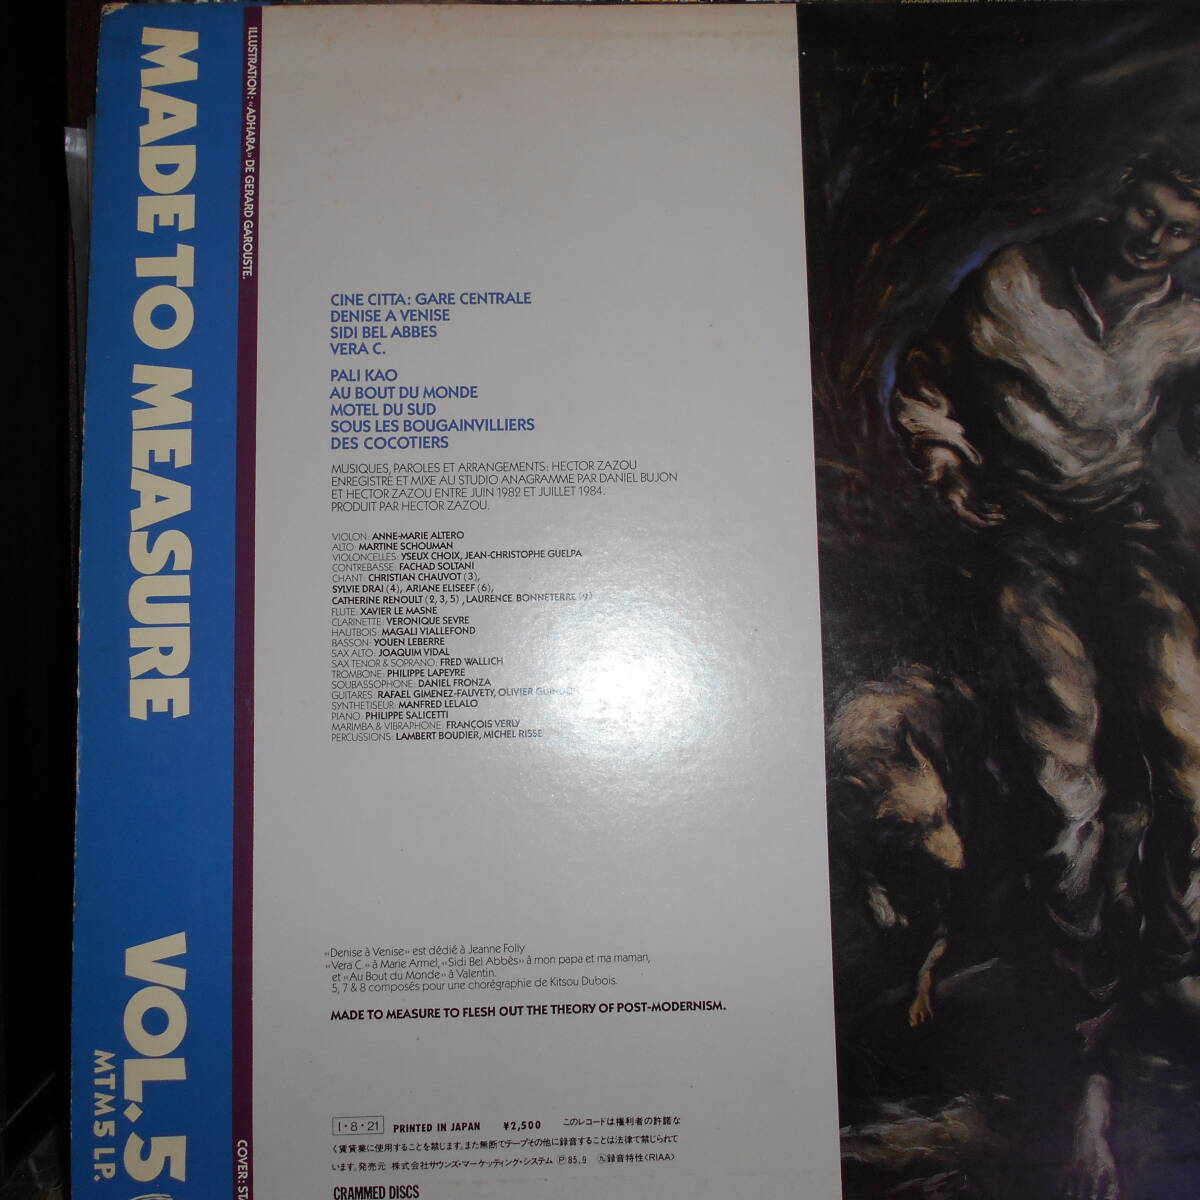 MADE TO MEASURE VOL. 5
MTM 5 LP.
ILLUSTRATION: «ADHARA» DE GERARD GAROUSTE.
CINE CITTA: GARE CENTRALE
DENISE A VENISE
SIDI BEL ABBES
VERA C.
PALI KAO
AU BOUT DU MONDE
MOTEL DU SUD
SOUS LES BOUGAINVILLIERS
DES COCOTIERS
MUSIQUES, PAROLES ET ARRANGEMENTS: HECTOR ZAZOU
ENREGISTRE ET MIXE AU STUDIO ANAGRAMME PAR DANIEL BUJON
ET HECTOR ZAZOU ENTRE JUIN 1982 ET JUILLET 1984.
PRODUIT PAR HECTOR ZAZOU.
VIOLON: ANNE-MARIE ALTERO
ALTO: MARTINE SCHOUMAN
VIOLONCELLES: YSEUX CHOIX, JEAN-CHRISTOPHE GUELPA
CONTREBASSE: FACHAD SOLTANI
CHANT: CHRISTIAN CHAUVOT (3),
SYLVIE DRAI (4), ARIANE ELISEEF (6),
CATHERINE RENOULT (2, 3, 5), LAURENCE BONNETERRE (9)
FLUTE: XAVIER LE MASNE
CLARINETTE: VERONIQUE SEVRE
HAUTBOIS: MAGALI VIALLEFOND
BASSON: YOUEN LEBERRE
SAX ALTO: JOAQUIM VIDAL
SAX TENOR & SOPRANO: FRED WALLICH
TROMBONE: PHILIPPE LAPEYRE
SOUBASSOPHONE: DANIEL FRONZA
GUITARES: RAFAEL GIMENEZ-FAUVETY, OLIVIER
SYNTHETISEUR: MANFRED LELALO
PIANO: PHILIPPE SALICETTI
MARIMBA & VIBRAPHONE: FRANÇOIS VERLY
PERCUSSIONS: LAMBERT BOUDIER, MICHEL RISSE
«Denise à Venise» est dédié à Jeanne Folly
«Vera C.» à Marie Armel, «Sidi Bel Abbès» à mon papa et ma maman,
et «Au Bout du Monde» à Valentin.
5, 7 & 8 composés pour une chorégraphie de Kitsou Dubois.
MADE TO MEASURE TO FLESH OUT THE THEORY OF POST-MODERNISM.
I・8・21 PRINTED IN JAPAN ¥2,500 このレコードは権利者の許諾な
く賃貸業に使用することを禁じます。また無断でテープその他に録音することは法律で禁じられて
います。発売元 株式会社サウンズ・マーケッティング・システム Ⓟ85.9 ㋹録音特性〈RIAA〉
CRAMMED DISCS
COVER: